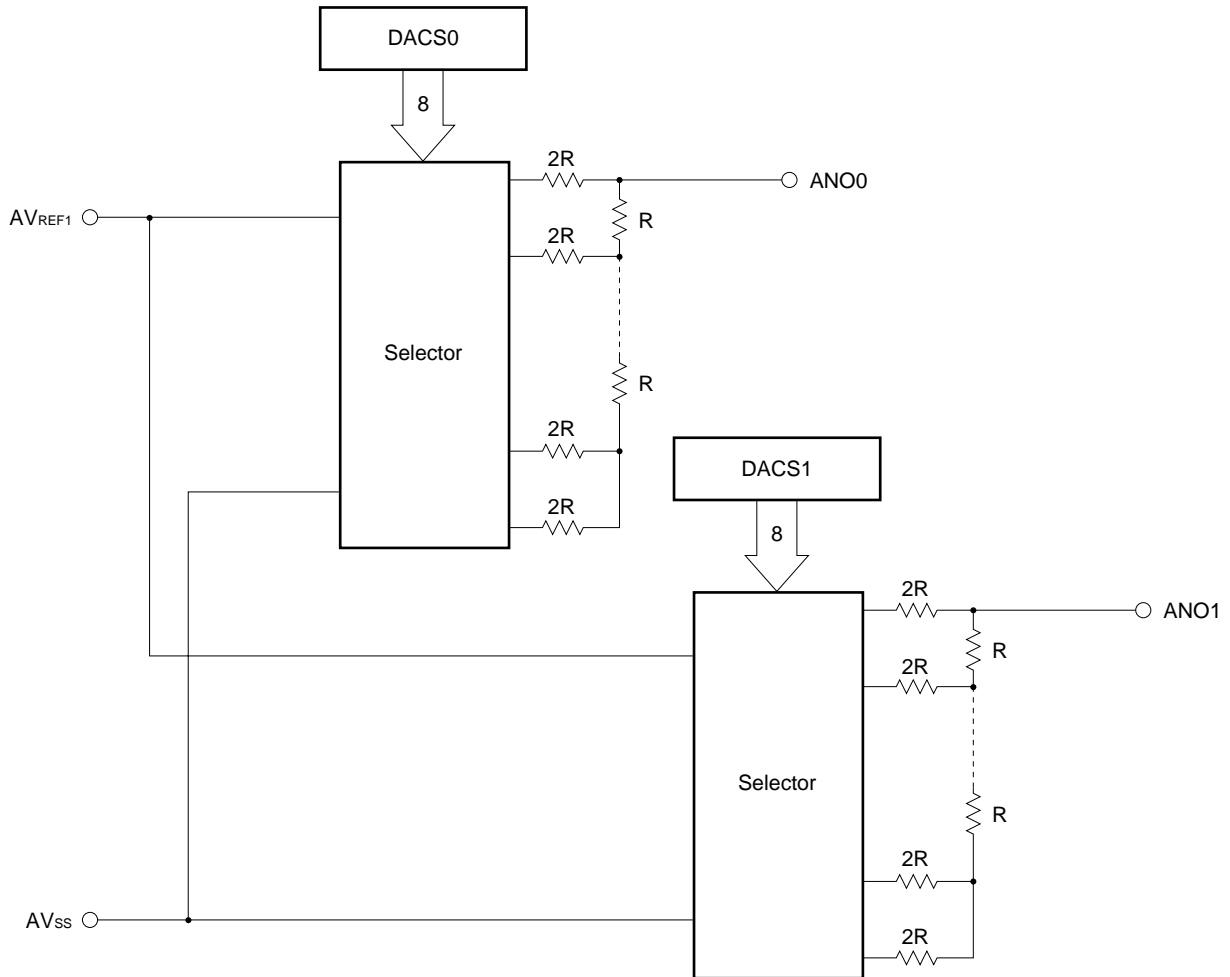 DACS0
8
2R
ANO0
AVREF1
R
2R
Selector
R
2R
DACS1
2R
8
2R
ANO1
R
2R
Selector
R
2R
AVSS
2R